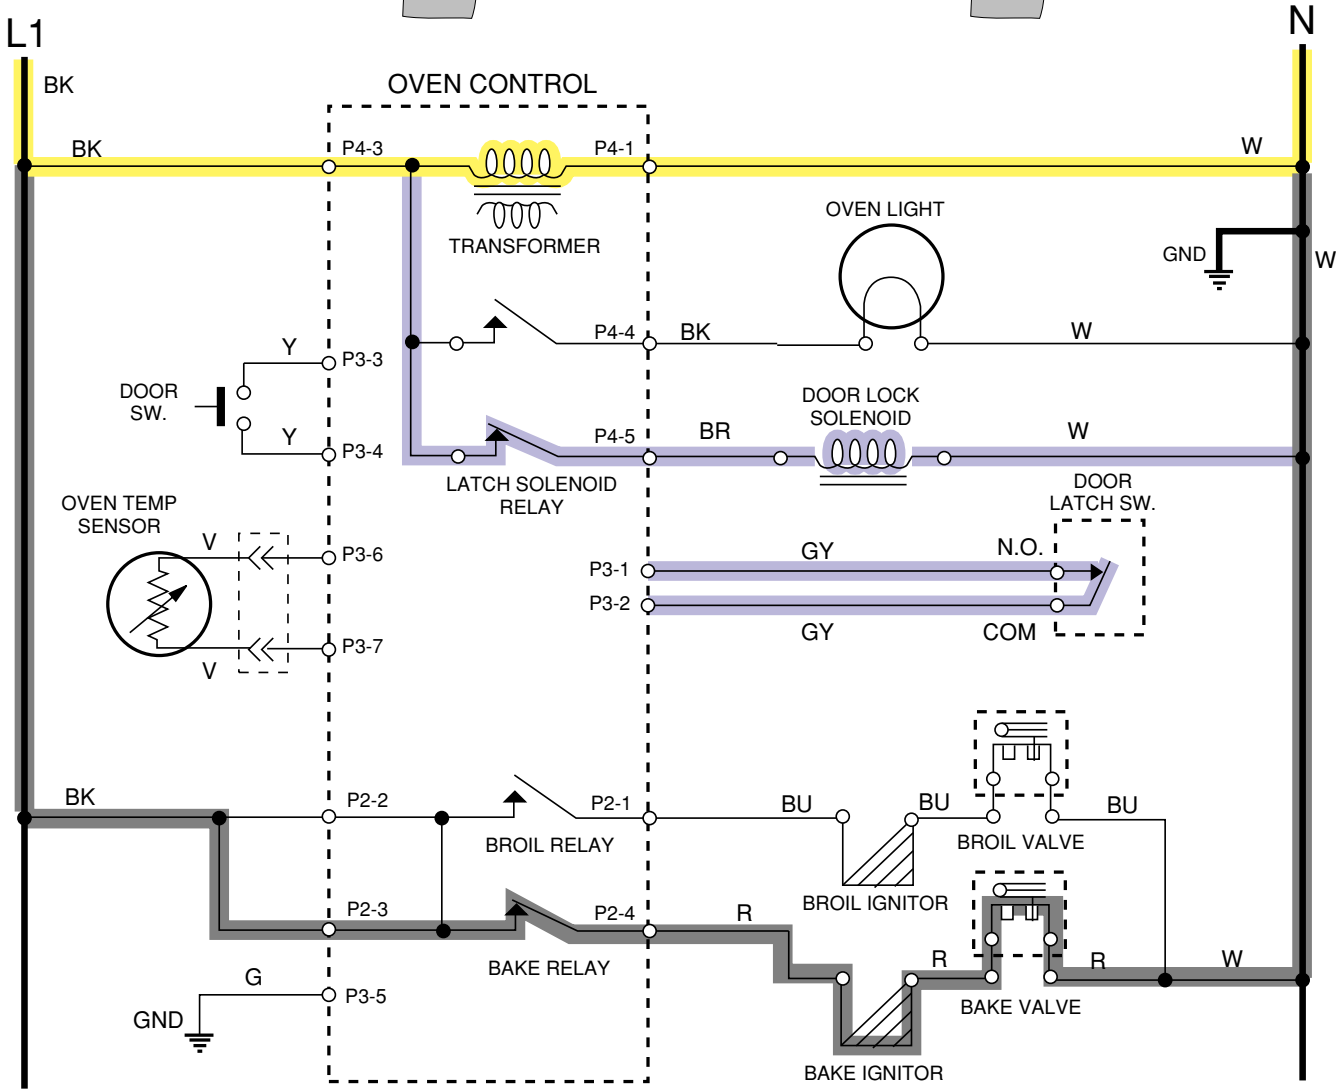 L1
N
BK
OVEN CONTROL
BK
P4-3
P4-1
W
TRANSFORMER
OVEN LIGHT
GND
W
P4-4
BK
W
Y
P3-3
DOOR
SW.
Y
P3-4
DOOR LOCK
SOLENOID
P4-5
BR
W
LATCH SOLENOID
RELAY
DOOR
LATCH SW.
OVEN TEMP
SENSOR
V
P3-6
P3-1
GY
N.O.
P3-2
GY
COM
V
P3-7
BK
P2-2
P2-1
BU
BU
BU
BROIL RELAY
BROIL VALVE
BROIL IGNITOR
P2-3
P2-4
R
BAKE RELAY
R
R
W
BAKE VALVE
G
P3-5
GND
BAKE IGNITOR